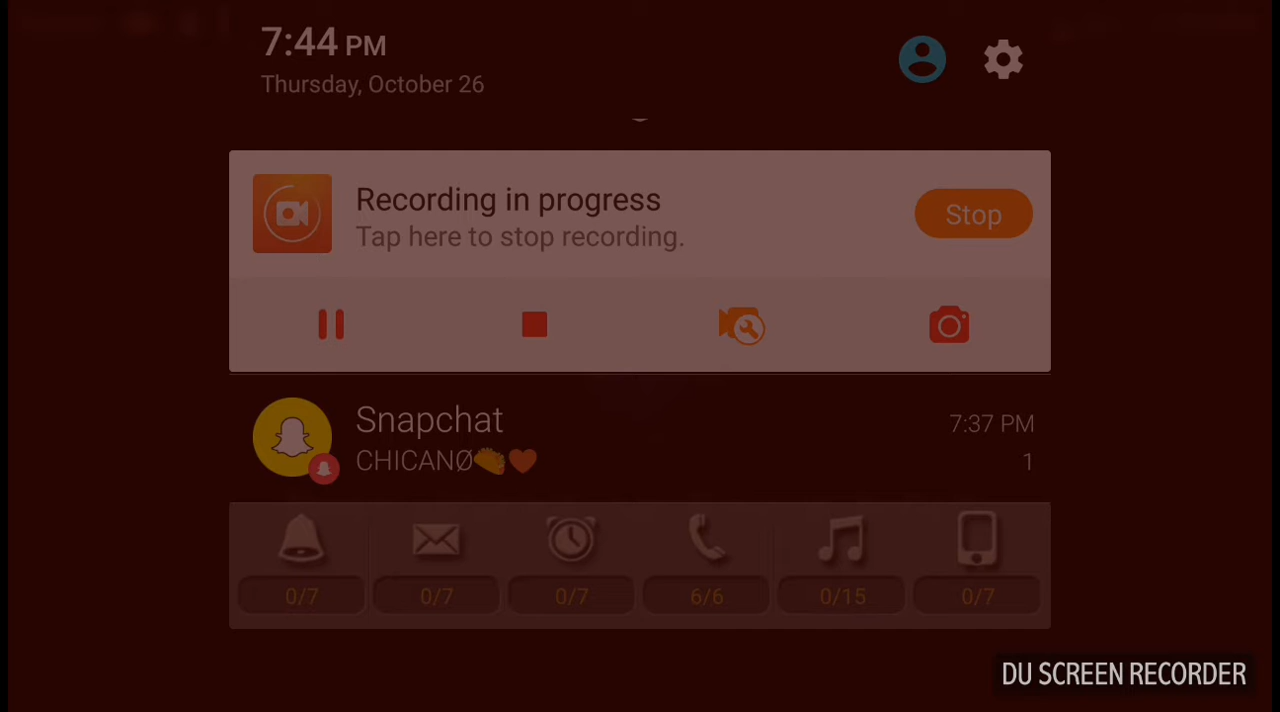 7:44 PM
Thursday, October 26
Recording in progress
Tap here to stop recording.
Stop
Snapchat
7:37 PM
CHICANØ🌮❤
1
0/7
0/7
0/7
6/6
0/15
0/7
DU SCREEN RECORDER